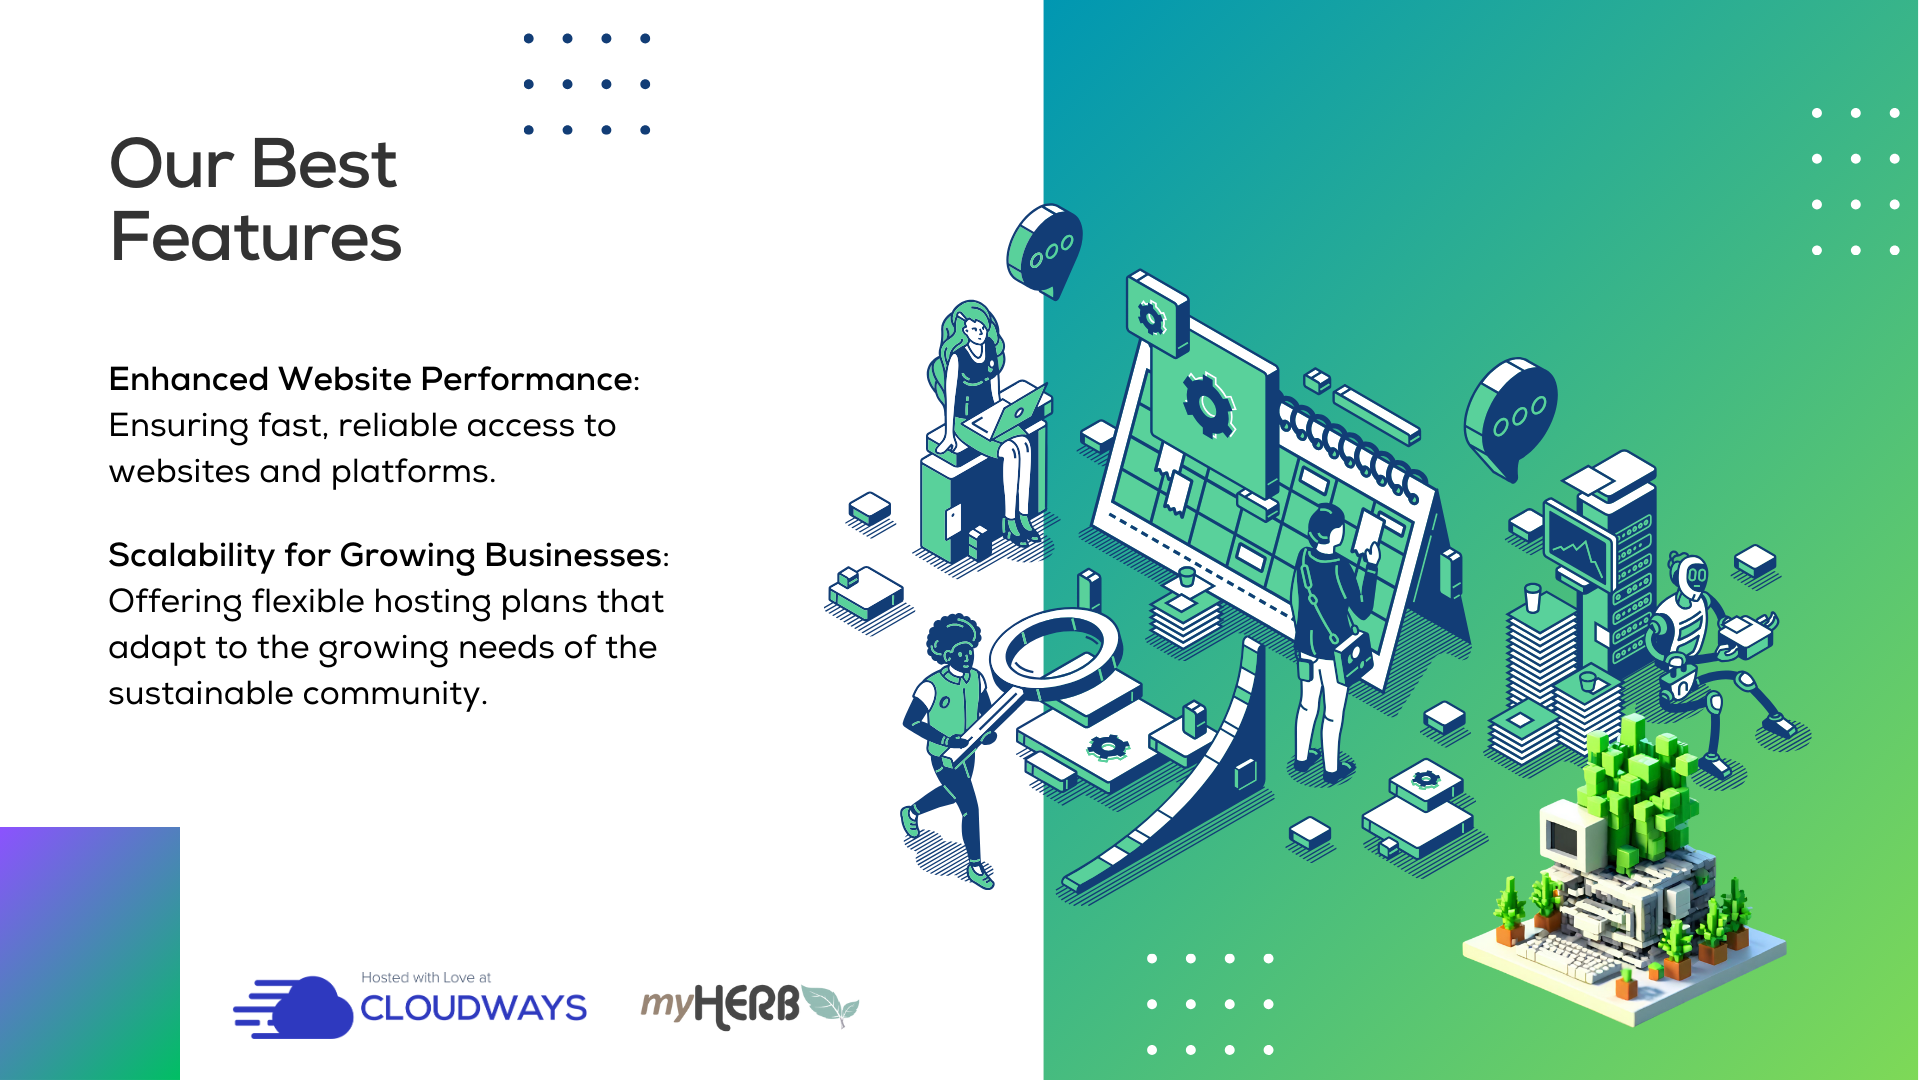 Our Best
Features
Enhanced Website Performance:
Ensuring fast, reliable access to
websites and platforms.
Scalability for Growing Businesses:
Offering flexible hosting plans that
adapt to the growing needs of the
sustainable community.
Hosted with Love at
CLOUDWAYS
myHERB